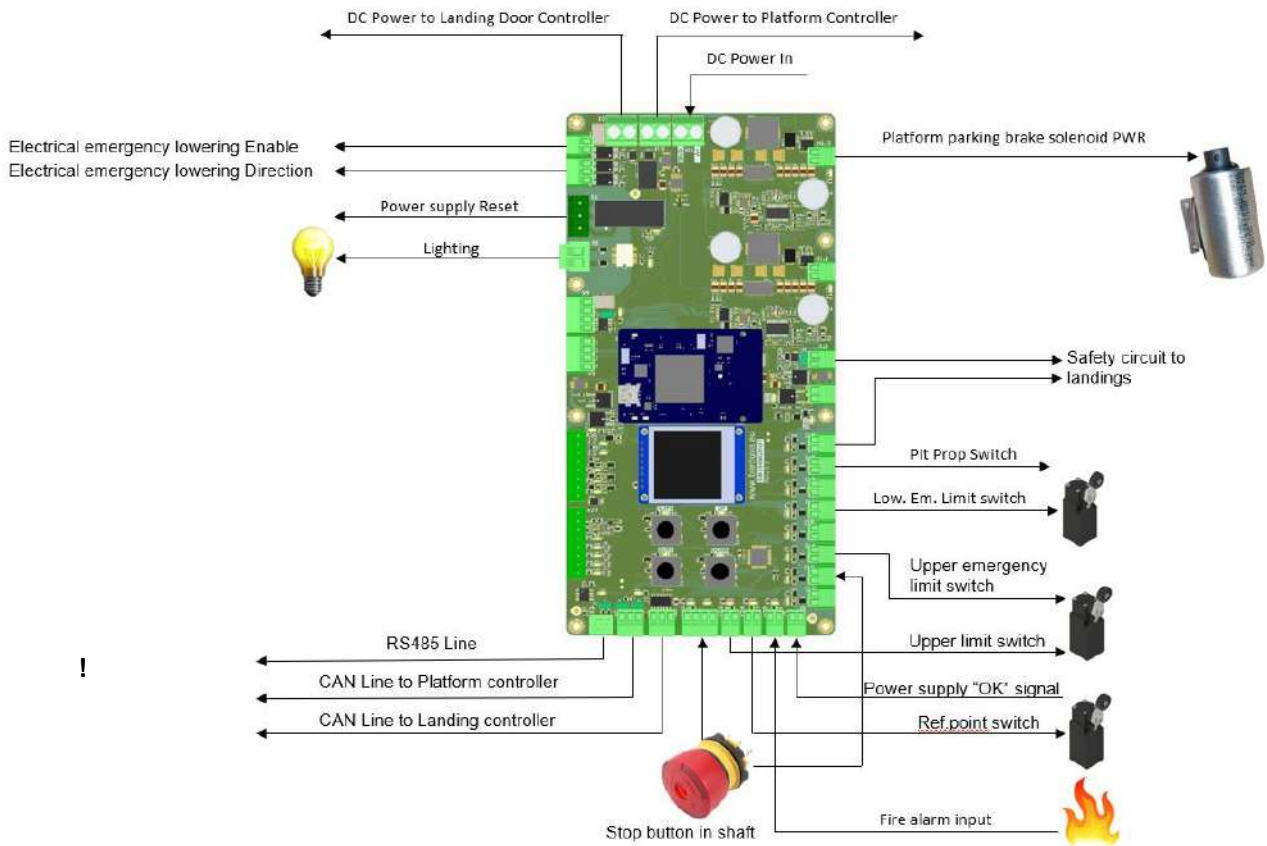 DC Power to Landing Door Controller
DC Power to Platform Controller
DC Power In
Electrical emergency lowering Enable
Electrical emergency lowering Direction
Platform parking brake solenoid PWR
Power supply Reset
Lighting
Safety circuit to
landings
Pit Prop Switch
Low. Em. Limit switch
Upper emergency
limit switch
RS485 Line
Upper limit switch
!
CAN Line to Platform controller
Power supply "OK" signal
CAN Line to Landing controller
Ref.point switch
Stop button in shaft
Fire alarm input